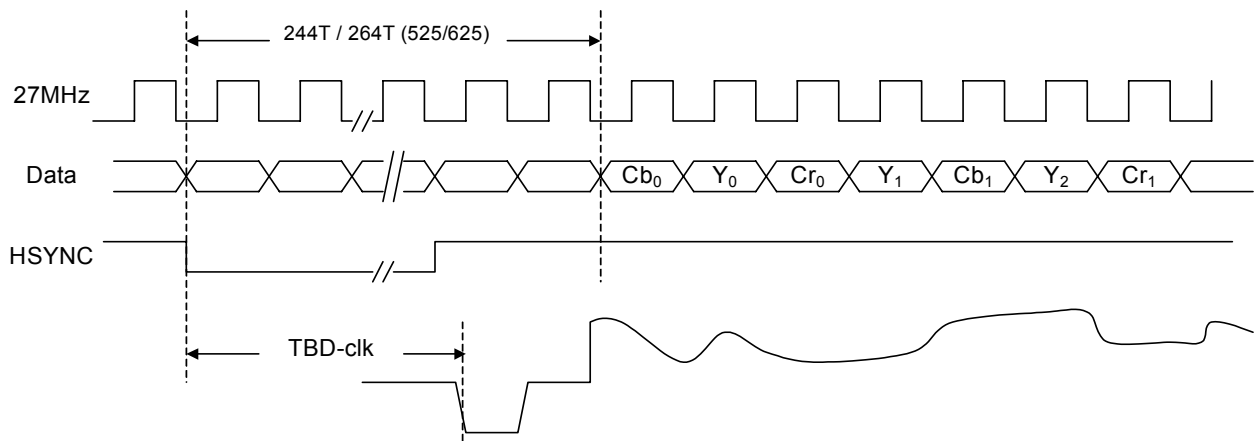 244T / 264T (525/625)
27MHz
Data
Cb₀ Y₀ Cr₀ Y₁ Cb₁ Y₂ Cr₁
HSYNC
TBD-clk